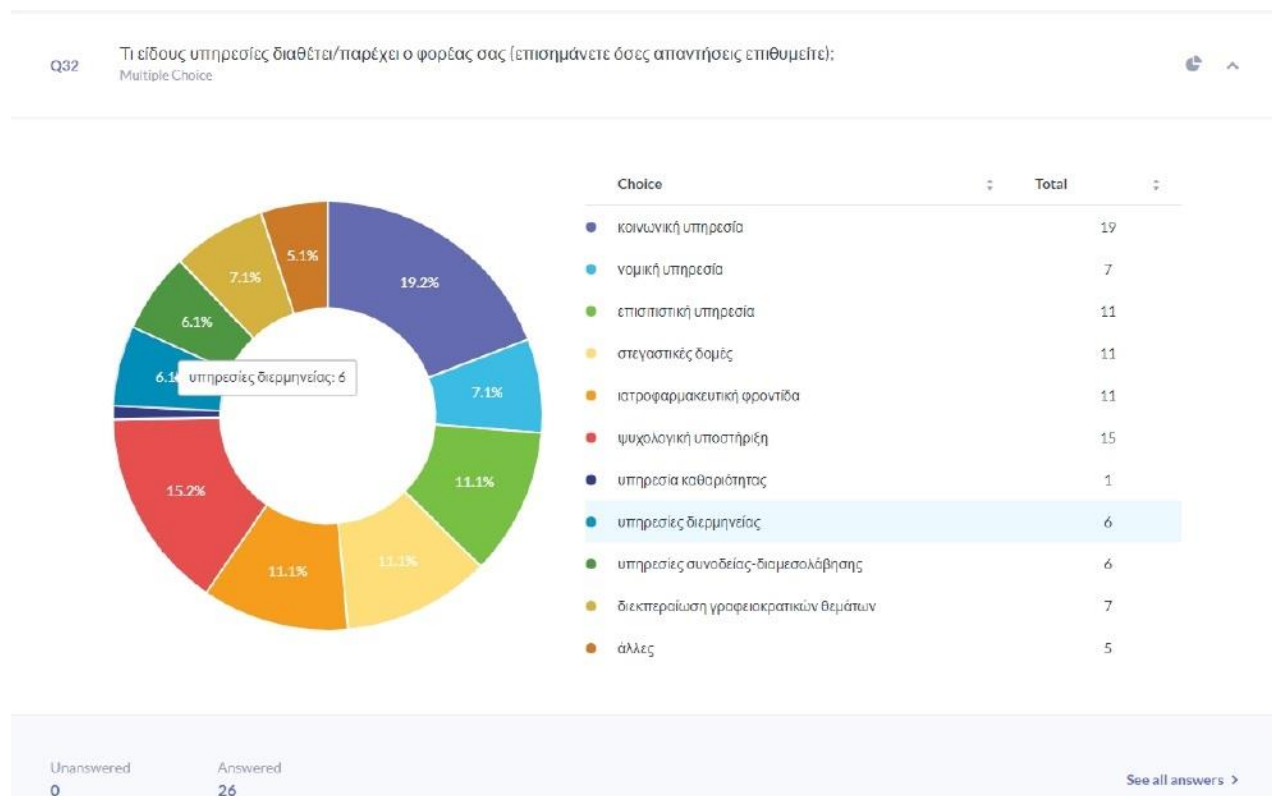 Q32
Τι είδους υπηρεσίες διαθέτει/παρέχει ο φορέας σας (επισημάνετε όσες απαντήσεις επιθυμείτε);
Multiple Choice
Choice Total
κοινωνική υπηρεσία 19
νομική υπηρεσία 7
επισιτιστική υπηρεσία 11
στεγαστικές δομές 11
ιατροφαρμακευτική φροντίδα 11
ψυχολογική υποστήριξη 15
υπηρεσία καθαριότητας 1
υπηρεσίες διερμηνείας 6
υπηρεσίες συνοδείας-διαμεσολάβησης 6
διεκπεραίωση γραφειοκρατικών θεμάτων 7
άλλες 5
5.1%
7.1%
19.2%
6.1%
6.1
υπηρεσίες διερμηνείας: 6
7.1%
15.2%
11.1%
11.1%
11.1%
Unanswered
0
Answered
26
See all answers >